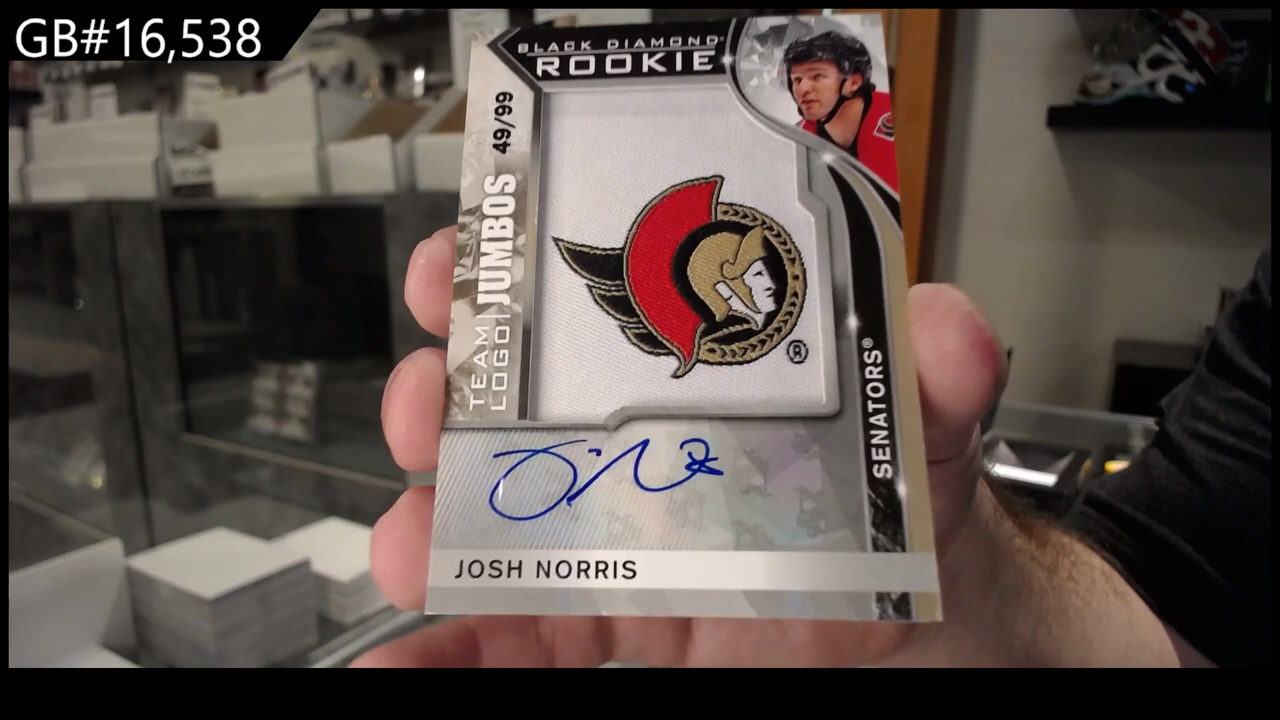 GB#16,538
BLACK DIAMOND®
ROOKIE
TEAM LOGO | JUMBOS 49/99
®
SENATORS®
JOSH NORRIS